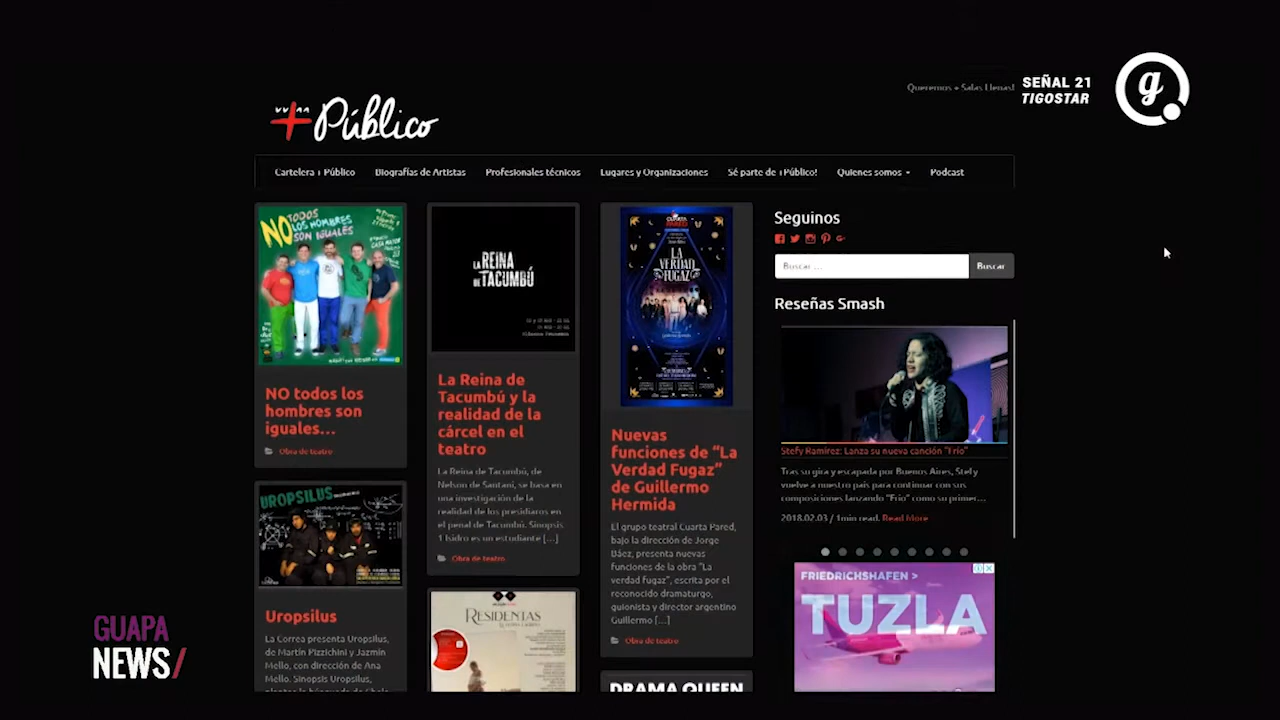 Queremos + Salas Llenas!
SEÑAL 21
TIGOSTAR
g.
+ Público
Cartelera + Público
Biografías de Artistas
Profesionales técnicos
Lugares y Organizaciones
Sé parte de +Público!
Quienes somos
Podcast
NO TODOS
LOS HOMBRES
SON IGUALES
NO todos los
hombres son
iguales...
Obra de teatro
UROPSILUS
Uropsilus
La Correa presenta Uropsilus,
de Martín Pizzichini y Jazmín
Mello, con dirección de Ana
Mello. Sinopsis Uropsilus,
LA REINA
DE TACUMBÚ
La Reina de
Tacumbú y la
realidad de la
cárcel en el
teatro
La Reina de Tacumbú, de
Nelson de Santaní, se basa en
una investigación de la
realidad de los presidiarios en
el penal de Tacumbú. Sinopsis
1 Isidro es un estudiante [...]
Obra de teatro
RESIDENTAS
CUARTA
PARED
LA
VERDAD
FUGAZ
Nuevas
funciones de "La
Verdad Fugaz"
de Guillermo
Hermida
El grupo teatral Cuarta Pared,
bajo la dirección de Jorge
Báez, presenta nuevas
funciones de la obra "La
verdad fugaz", escrita por el
reconocido dramaturgo,
guionista y director argentino
Guillermo [...]
Obra de teatro
DRAMA QUEEN
Seguinos
Buscar ...
Buscar
Reseñas Smash
Stefy Ramírez: Lanza su nueva canción "Frío"
Tras su gira y escapada por Buenos Aires, Stefy
vuelve a nuestro país para continuar con sus
composiciones lanzando "Frío" como su primer...
2018.02.03 / 1min read. Read More
FRIEDRICHSHAFEN >
TUZLA
GUAPA
NEWS/